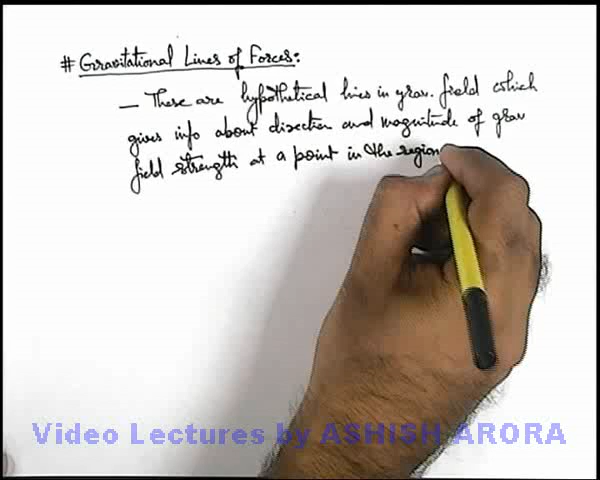 # Gravitational Lines of Forces:
— These are hypothetical lines in grav. field which
gives info about direction and magnitude of grav
field strength at a point in the region
Video Lectures by ASHISH ARORA